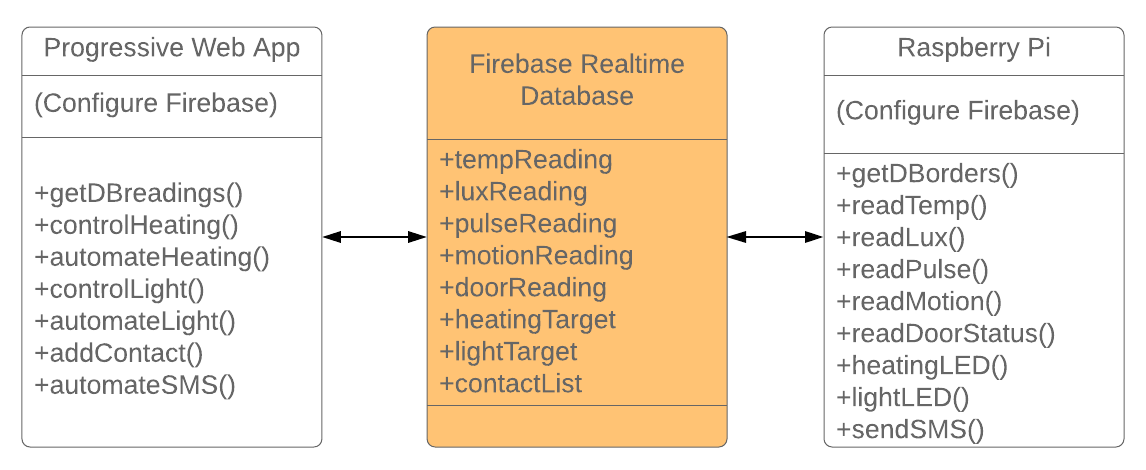 Progressive Web App
(Configure Firebase)
+getDBreadings()
+controlHeating()
+automateHeating()
+controlLight()
+automateLight()
+addContact()
+automateSMS()
Firebase Realtime
Database
+tempReading
+luxReading
+pulseReading
+motionReading
+doorReading
+heatingTarget
+lightTarget
+contactList
Raspberry Pi
(Configure Firebase)
+getDBorders()
+readTemp()
+readLux()
+readPulse()
+readMotion()
+readDoorStatus()
+heatingLED()
+lightLED()
+sendSMS()